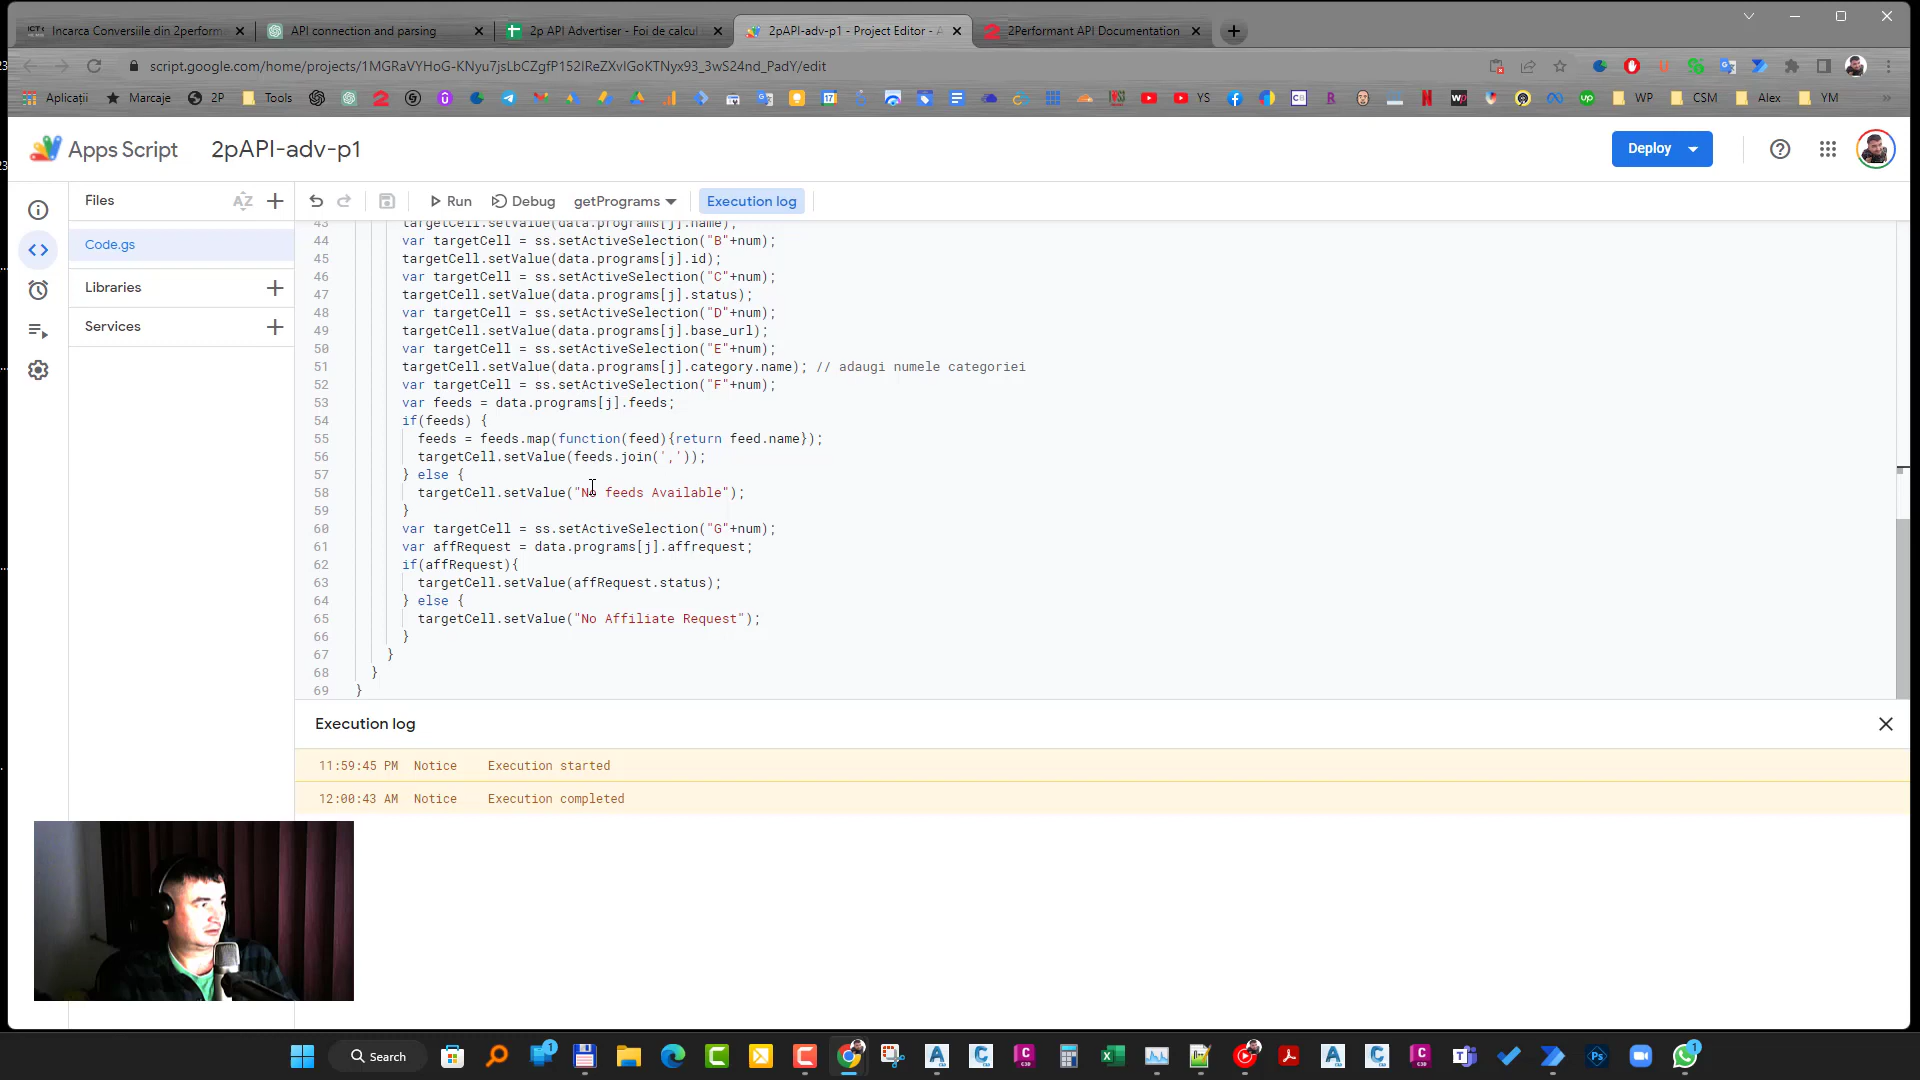 Incarca Conversiile din 2perform
API connection and parsing
2p API Advertiser - Foi de calcul
2pAPI-adv-p1 - Project Editor - A
2Performant API Documentation
script.google.com/home/projects/1MGRaVYHoG-KNyu7jsLbCZgfP152IReZXvIGoKTNyx93_3wS24nd_PadY/edit
Aplicații
Marcaje
2P
Tools
YS
WP
CSM
Alex
YM
»
Apps Script
2pAPI-adv-p1
Deploy
Files
AZ
Run
Debug
getPrograms
Execution log
Code.gs
Libraries
Services
43 targetCell.setValue(data.programs[j].name);
44 var targetCell = ss.setActiveSelection("B"+num);
45 targetCell.setValue(data.programs[j].id);
46 var targetCell = ss.setActiveSelection("C"+num);
47 targetCell.setValue(data.programs[j].status);
48 var targetCell = ss.setActiveSelection("D"+num);
49 targetCell.setValue(data.programs[j].base_url);
50 var targetCell = ss.setActiveSelection("E"+num);
51 targetCell.setValue(data.programs[j].category.name); // adaugi numele categoriei
52 var targetCell = ss.setActiveSelection("F"+num);
53 var feeds = data.programs[j].feeds;
54 if(feeds) {
55 feeds = feeds.map(function(feed){return feed.name});
56 targetCell.setValue(feeds.join(','));
57 } else {
58 targetCell.setValue("No feeds Available");
59 }
60 var targetCell = ss.setActiveSelection("G"+num);
61 var affRequest = data.programs[j].affrequest;
62 if(affRequest){
63 targetCell.setValue(affRequest.status);
64 } else {
65 targetCell.setValue("No Affiliate Request");
66 }
67 }
68 }
69 }
Execution log
11:59:45 PM Notice Execution started
12:00:43 AM Notice Execution completed
Search